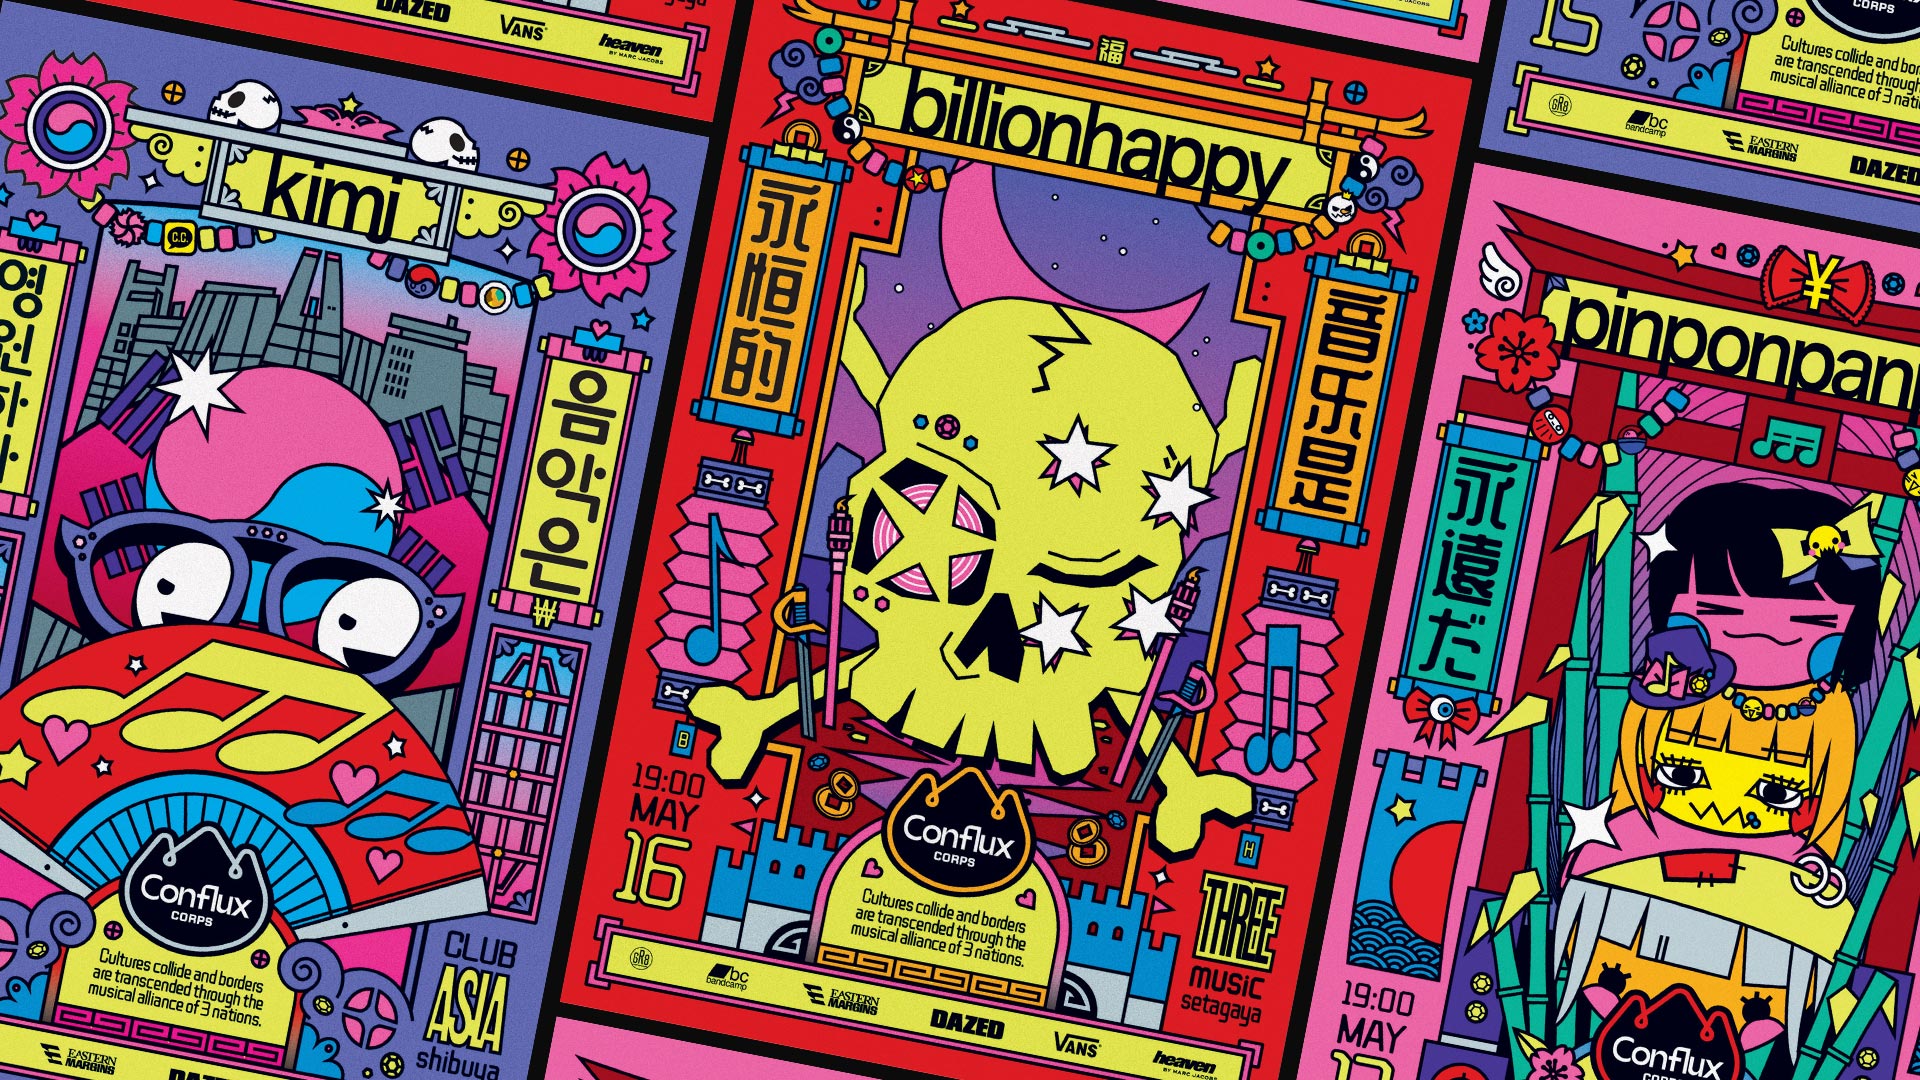 DAZED
VANS
heaven
BY MARC JACOBS
kimj
C.C.
영원하다
음악은
₩
Conflux
CORPS
Cultures collide and borders
are transcended through the
musical alliance of 3 nations.
CLUB
ASIA
shibuya
EASTERN
MARGINS
福
billionhappy
永恒的
音乐是
B
H
19:00
MAY
16
Conflux
CORPS
Cultures collide and borders
are transcended through the
musical alliance of 3 nations.
THREE
music
setagaya
GR8
bc
bandcamp
EASTERN
MARGINS
DAZED
VANS
heaven
BY MARC JACOBS
15
CORPS
Cultures collide and
are transcended through
musical alliance of 3
GR8
bc
bandcamp
EASTERN
MARGINS
DAZED
¥
pinponpan
永遠だ
19:00
MAY
Conflux